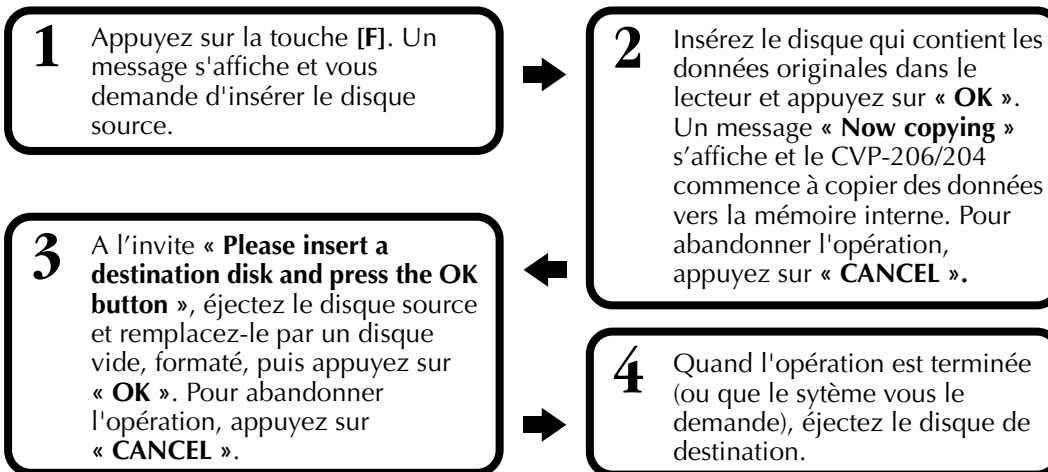 1
Appuyez sur la touche [F]. Un
message s'affiche et vous
demande d'insérer le disque
source.
2
Insérez le disque qui contient les
données originales dans le
lecteur et appuyez sur « OK ».
Un message « Now copying »
s’affiche et le CVP-206/204
commence à copier des données
vers la mémoire interne. Pour
abandonner l'opération,
appuyez sur « CANCEL ».
3
A l’invite « Please insert a
destination disk and press the OK
button », éjectez le disque source
et remplacez-le par un disque
vide, formaté, puis appuyez sur
« OK ». Pour abandonner
l'opération, appuyez sur
« CANCEL ».
4
Quand l'opération est terminée
(ou que le sytème vous le
demande), éjectez le disque de
destination.